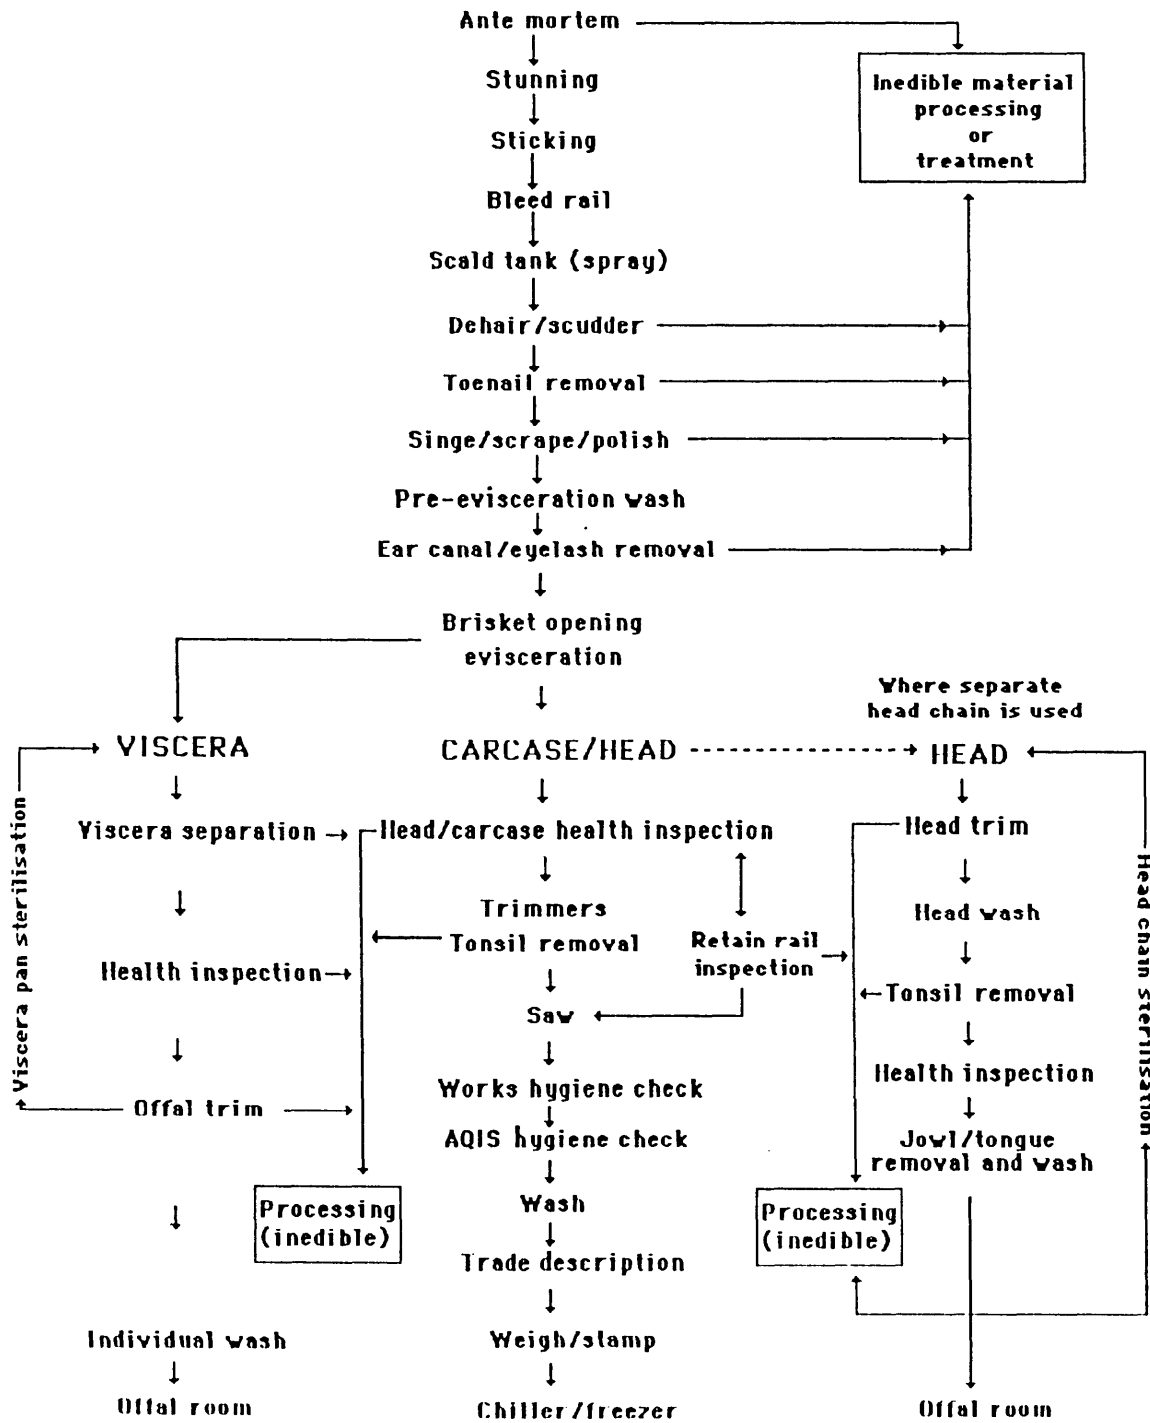 Ante mortem
Stunning
Sticking
Bleed rail
Scald tank (spray)
Dehair/scudder
Toenail removal
Singe/scrape/polish
Pre-evisceration wash
Ear canal/eyelash removal
Inedible material
processing
or
treatment
Brisket opening
evisceration
Where separate
head chain is used
VISCERA
Viscera separation
Health inspection
Offal trim
Viscera pan sterilisation
Individual wash
Offal room
CARCASE/HEAD
Head/carcase health inspection
Trimmers
Tonsil removal
Retain rail
inspection
Saw
Works hygiene check
AQIS hygiene check
Wash
Trade description
Weigh/stamp
Chiller/freezer
Processing
(inedible)
HEAD
Head trim
Head wash
Tonsil removal
Health inspection
Jowl/tongue
removal and wash
Head chain sterilisation
Processing
(inedible)
Offal room